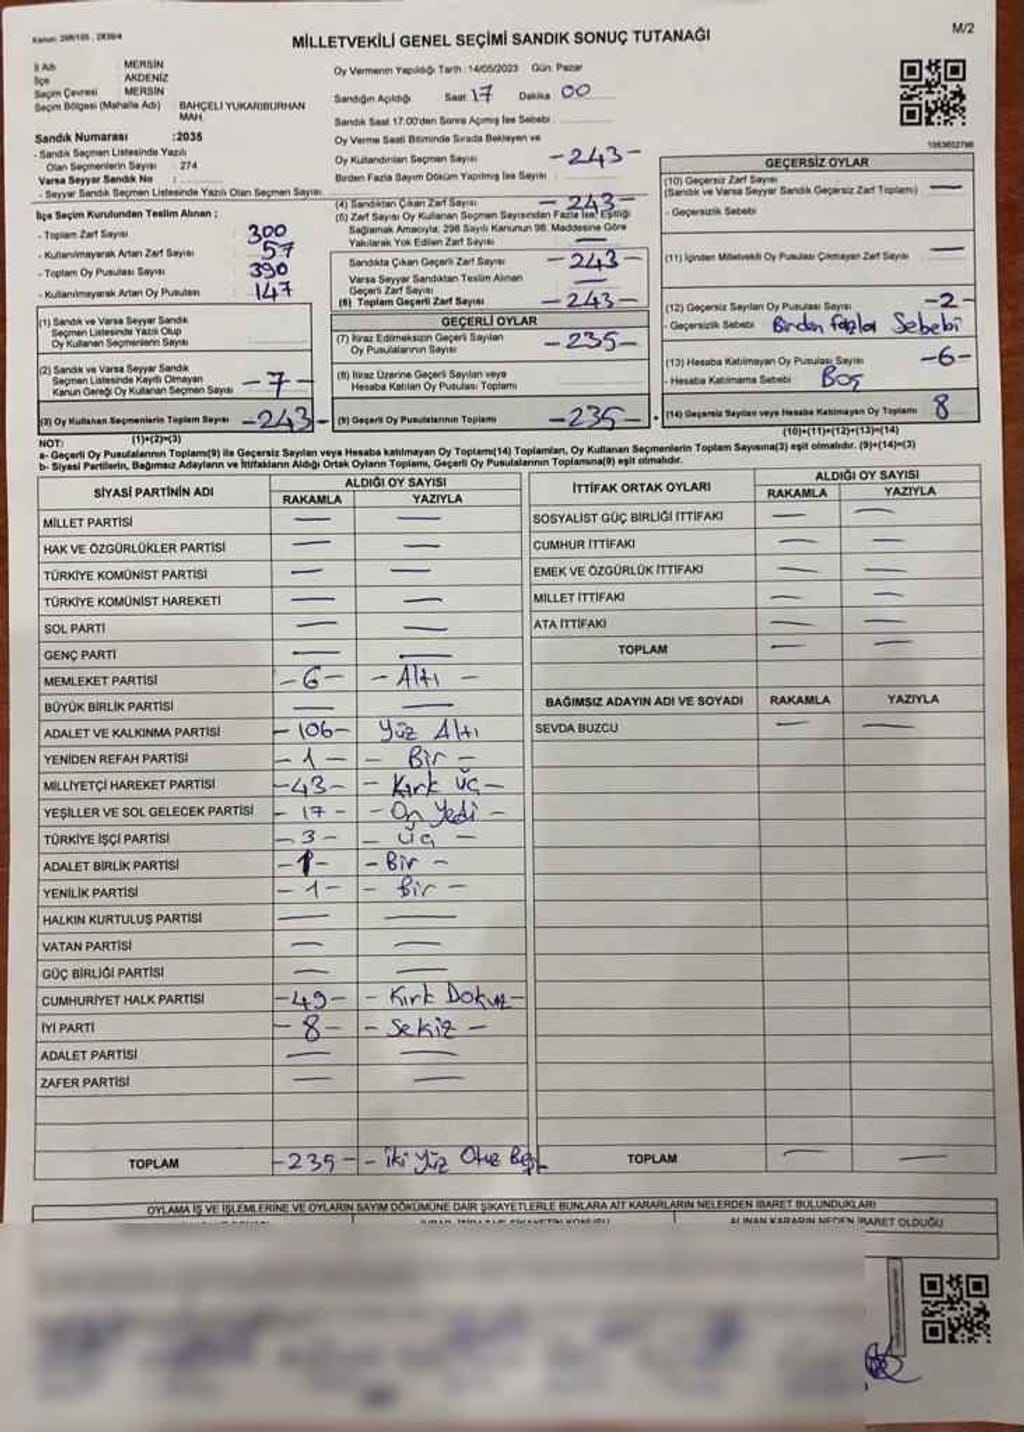 Kanun: 298/105 , 2839/4
MİLLETVEKİLİ GENEL SEÇİMİ SANDIK SONUÇ TUTANAĞI
M/2
İl Adı MERSİN
İlçe AKDENİZ
Seçim Çevresi MERSİN
Seçim Bölgesi (Mahalle Adı) BAHÇELİ YUKARIBURHAN MAH.
Sandık Numarası :2035
- Sandık Seçmen Listesinde Yazılı
Olan Seçmenlerin Sayısı : 274
Varsa Seyyar Sandık No :
- Seyyar Sandık Seçmen Listesinde Yazılı Olan Seçmen Sayısı
Oy Vermenin Yapıldığı Tarih :14/05/2023 Gün: Pazar
Sandığın Açıldığı Saat 17 Dakika 00
Sandık Saat 17:00'den Sonra Açımış İse Sebebi
Oy Verme Saati Bitiminde Sırada Bekleyen ve
Oy Kullandırılan Seçmen Sayısı -243-
Birden Fazla Sayım Döküm Yapılmış İse Sayısı :
1083602798
İlçe Seçim Kurulundan Teslim Alınan ;
- Toplam Zarf Sayısı 300
- Kullanılmayarak Artan Zarf Sayısı 57
- Toplam Oy Pusulası Sayısı 390
- Kullanılmayarak Artan Oy Pusulası 147
(1) Sandık ve Varsa Seyyar Sandık
Seçmen Listesinde Yazılı Olup
Oy Kullanan Seçmenlerin Sayısı
(2) Sandık ve Varsa Seyyar Sandık
Seçmen Listesinde Kayıtlı Olmayan
Kanun Gereği Oy Kullanan Seçmen Sayısı -7-
(3) Oy Kullanan Seçmenlerin Toplam Sayısı -243-
(1)+(2)=(3)
(4) Sandıktan Çıkan Zarf Sayısı - 243 -
(5) Zarf Sayısı Oy Kullanan Seçmen Sayısından Fazla İse, Eşitliği
Sağlamak Amacıyla, 298 Sayılı Kanunun 98. Maddesine Göre
Yakılarak Yok Edilen Zarf Sayısı —
Sandıkta Çıkan Geçerli Zarf Sayısı -243-
Varsa Seyyar Sandıktan Teslim Alınan
Geçerli Zarf Sayısı —
(6) Toplam Geçerli Zarf Sayısı -243-
GEÇERLİ OYLAR
(7) İtiraz Edilmeksizin Geçerli Sayılan
Oy Pusulalarının Sayısı -235-
(8) İtiraz Üzerine Geçerli Sayılan veya
Hesaba Katılan Oy Pusulası Toplamı
(9) Geçerli Oy Pusulalarının Toplamı -235-
GEÇERSİZ OYLAR
(10) Geçersiz Zarf Sayısı
(Sandık ve Varsa Seyyar Sandık Geçersiz Zarf Toplamı) —
- Geçersizlik Sebebi
(11) İçinden Milletvekili Oy Pusulası Çıkmayan Zarf Sayısı —
(12) Geçersiz Sayılan Oy Pusulası Sayısı -2-
- Geçersizlik Sebebi Birden fazla Sebebi
(13) Hesaba Katılmayan Oy Pusulası Sayısı -6-
- Hesaba Katılmama Sebebi Boş
(14) Geçersiz Sayılan veya Hesaba Katılmayan Oy Toplamı 8
(10)+(11)+(12)+(13)=(14)
NOT:
a- Geçerli Oy Pusulalarının Toplamı(9) ile Geçersiz Sayılan veya Hesaba katılmayan Oy Toplamı(14) Toplamları, Oy Kullanan Seçmenlerin Toplam Sayısına(3) eşit olmalıdır. (9)+(14)=(3)
b- Siyasi Partilerin, Bağımsız Adayların ve İttifakların Aldığı Ortak Oyların Toplamı, Geçerli Oy Pusulalarının Toplamına(9) eşit olmalıdır.
SİYASİ PARTİNİN ADI ALDIĞI OY SAYISI
RAKAMLA YAZIYLA
MİLLET PARTİSİ — —
HAK VE ÖZGÜRLÜKLER PARTİSİ — —
TÜRKİYE KOMÜNİST PARTİSİ — —
TÜRKİYE KOMÜNİST HAREKETİ — —
SOL PARTİ — —
GENÇ PARTİ — —
MEMLEKET PARTİSİ -6- - Altı -
BÜYÜK BİRLİK PARTİSİ — —
ADALET VE KALKINMA PARTİSİ - 106- Yüz Altı
YENİDEN REFAH PARTİSİ - 1 - - Bir -
MİLLİYETÇİ HAREKET PARTİSİ -43- - Kırk üç -
YEŞİLLER VE SOL GELECEK PARTİSİ - 17 - - On Yedi -
TÜRKİYE İŞÇİ PARTİSİ - 3 - - üç -
ADALET BİRLİK PARTİSİ -1- - Bir -
YENİLİK PARTİSİ - 1 - - Bir -
HALKIN KURTULUŞ PARTİSİ — —
VATAN PARTİSİ — —
GÜÇ BİRLİĞİ PARTİSİ — —
CUMHURİYET HALK PARTİSİ -49- - Kırk Dokuz -
İYİ PARTİ - 8 - - Sekiz -
ADALET PARTİSİ — —
ZAFER PARTİSİ — —
TOPLAM -235- - iki Yüz Otuz Beş
İTTİFAK ORTAK OYLARI ALDIĞI OY SAYISI
RAKAMLA YAZIYLA
SOSYALİST GÜÇ BİRLİĞİ İTTİFAKI — —
CUMHUR İTTİFAKI — —
EMEK VE ÖZGÜRLÜK İTTİFAKI — —
MİLLET İTTİFAKI — —
ATA İTTİFAKI — —
TOPLAM — —
BAĞIMSIZ ADAYIN ADI VE SOYADI RAKAMLA YAZIYLA
SEVDA BUZCU — —
TOPLAM — —
OYLAMA İŞ VE İŞLEMLERİNE VE OYLARIN SAYIM DÖKÜMÜNE DAİR ŞİKAYETLERLE BUNLARA AİT KARARLARIN NELERDEN İBARET BULUNDUKLARI
ALINAN KARARIN NEDEN İBARET OLDUĞU